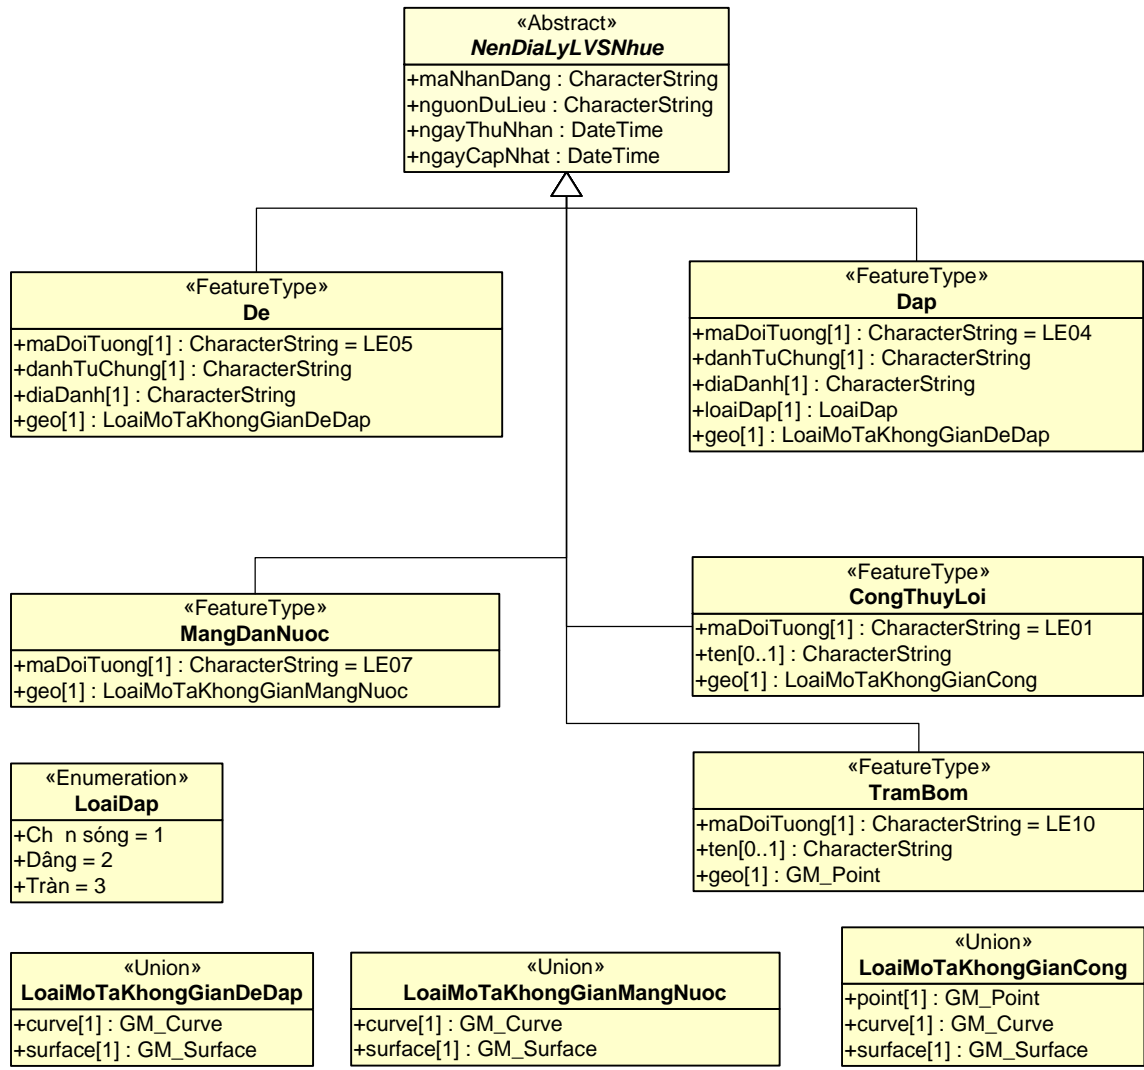 «Abstract»
NenDiaLyLVSNhue
+maNhanDang : CharacterString
+nguonDuLieu : CharacterString
+ngayThuNhan : DateTime
+ngayCapNhat : DateTime
«FeatureType»
De
+maDoiTuong[1] : CharacterString = LE05
+danhTuChung[1] : CharacterString
+diaDanh[1] : CharacterString
+geo[1] : LoaiMoTaKhongGianDeDap
«FeatureType»
Dap
+maDoiTuong[1] : CharacterString = LE04
+danhTuChung[1] : CharacterString
+diaDanh[1] : CharacterString
+loaiDap[1] : LoaiDap
+geo[1] : LoaiMoTaKhongGianDeDap
«FeatureType»
MangDanNuoc
+maDoiTuong[1] : CharacterString = LE07
+geo[1] : LoaiMoTaKhongGianMangNuoc
«FeatureType»
CongThuyLoi
+maDoiTuong[1] : CharacterString = LE01
+ten[0..1] : CharacterString
+geo[1] : LoaiMoTaKhongGianCong
«Enumeration»
LoaiDap
+Ch n sóng = 1
+Dâng = 2
+Tràn = 3
«FeatureType»
TramBom
+maDoiTuong[1] : CharacterString = LE10
+ten[0..1] : CharacterString
+geo[1] : GM_Point
«Union»
LoaiMoTaKhongGianDeDap
+curve[1] : GM_Curve
+surface[1] : GM_Surface
«Union»
LoaiMoTaKhongGianMangNuoc
+curve[1] : GM_Curve
+surface[1] : GM_Surface
«Union»
LoaiMoTaKhongGianCong
+point[1] : GM_Point
+curve[1] : GM_Curve
+surface[1] : GM_Surface